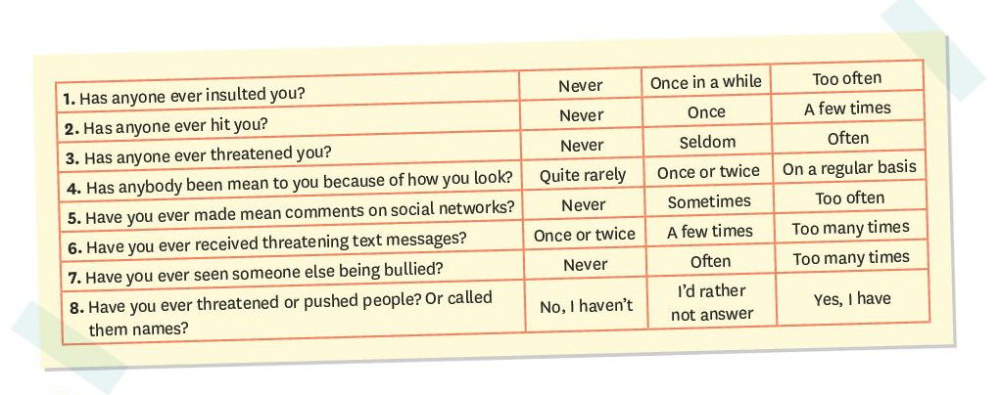 1. Has anyone ever insulted you? Never Once in a while Too often
2. Has anyone ever hit you? Never Once A few times
3. Has anyone ever threatened you? Never Seldom Often
4. Has anybody been mean to you because of how you look? Quite rarely Once or twice On a regular basis
5. Have you ever made mean comments on social networks? Never Sometimes Too often
6. Have you ever received threatening text messages? Once or twice A few times Too many times
7. Have you ever seen someone else being bullied? Never Often Too many times
8. Have you ever threatened or pushed people? Or called
them names? No, I haven't I'd rather
not answer Yes, I have